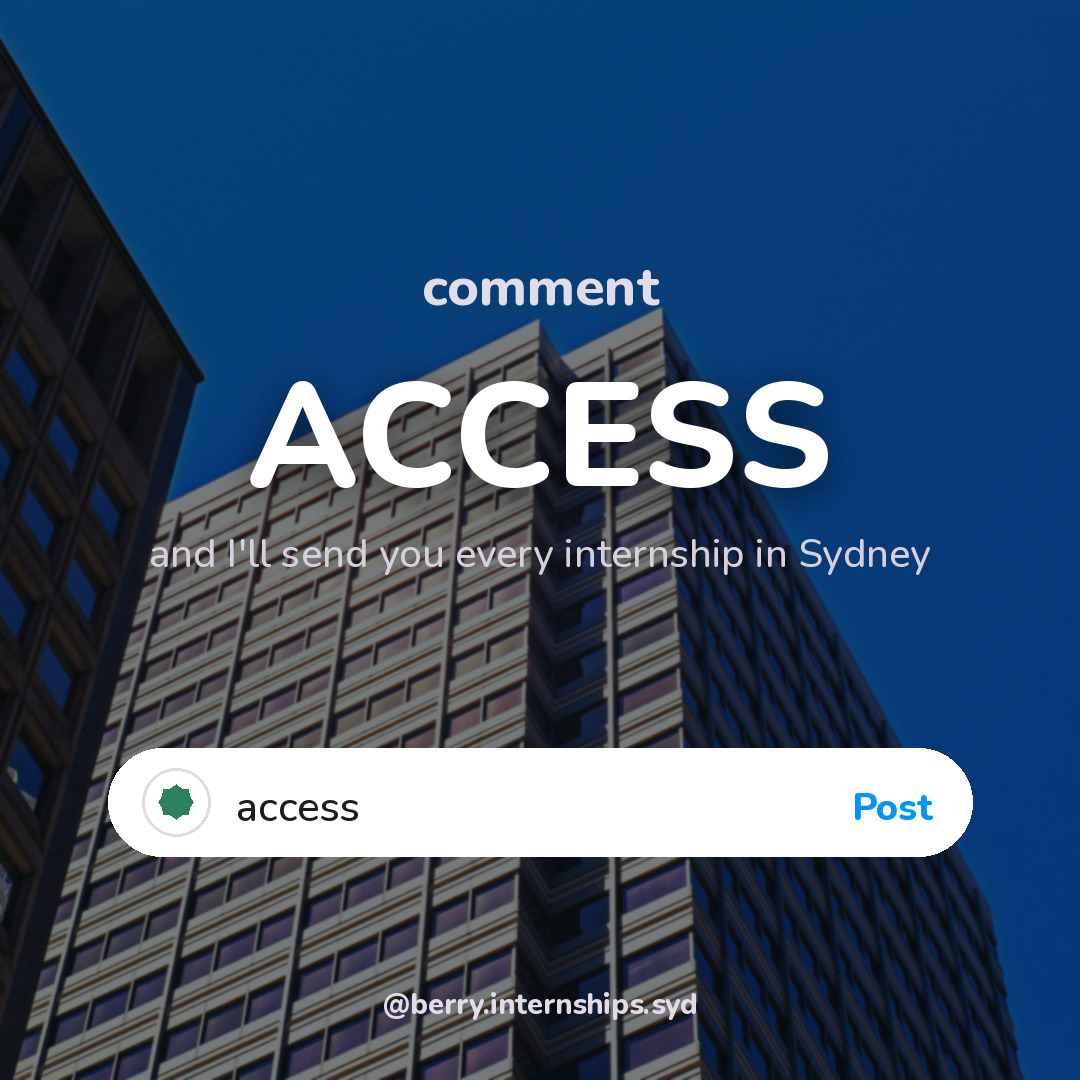 comment
ACCESS
and I'll send you every internship in Sydney
access
Post
@berry.internships.syd